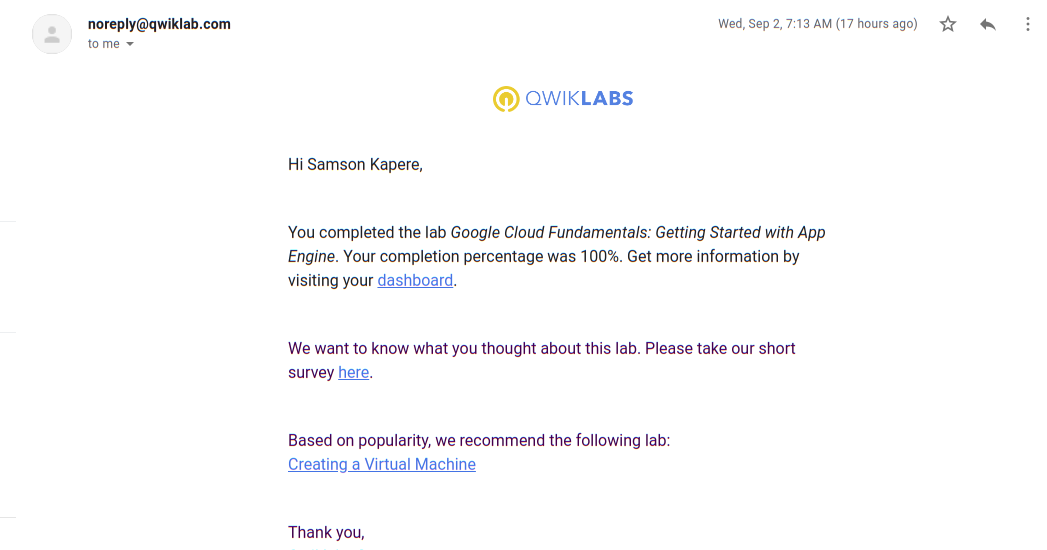 noreply@qwiklab.com
Wed, Sep 2, 7:13 AM (17 hours ago)
to me
QWIKLABS
Hi Samson Kapere,
You completed the lab Google Cloud Fundamentals: Getting Started with App
Engine. Your completion percentage was 100%. Get more information by
visiting your dashboard.
We want to know what you thought about this lab. Please take our short
survey here.
Based on popularity, we recommend the following lab:
Creating a Virtual Machine
Thank you,